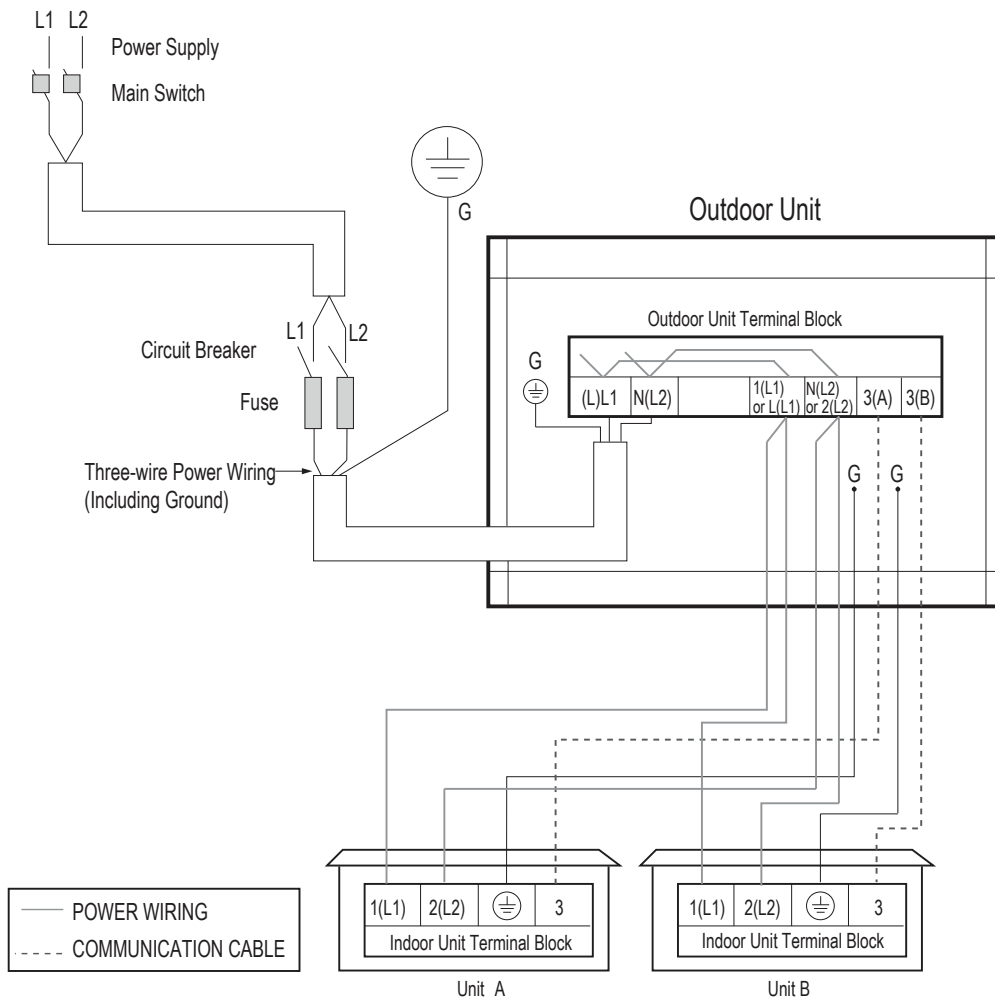 L1 L2
Power Supply
Main Switch
G
Outdoor Unit
L1 L2
Circuit Breaker
Fuse
Three-wire Power Wiring
(Including Ground)
Outdoor Unit Terminal Block
G
(L)L1 N(L2) 1(L1) N(L2) 3(A) 3(B)
or L(L1) or 2(L2)
G G
1(L1) 2(L2) 3
Indoor Unit Terminal Block
Unit A
1(L1) 2(L2) 3
Indoor Unit Terminal Block
Unit B
POWER WIRING
COMMUNICATION CABLE